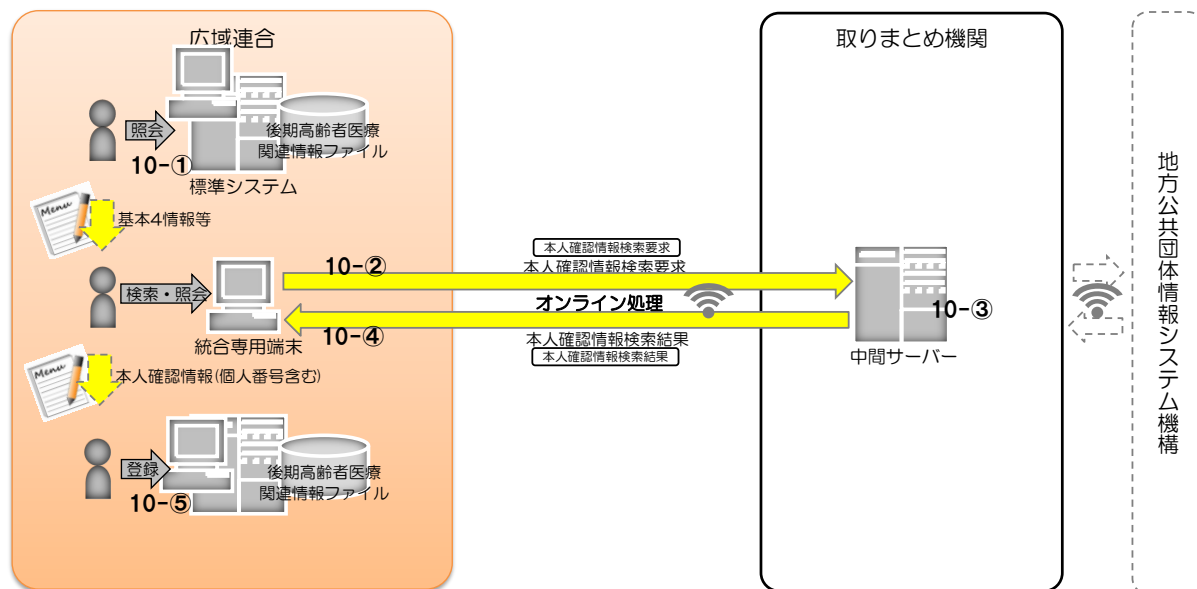 広域連合
照会
10-①
後期高齢者医療
関連情報ファイル
標準システム
Menu
基本4情報等
検索・照会
統合専用端末
Menu
本人確認情報(個人番号含む)
登録
10-⑤
後期高齢者医療
関連情報ファイル
本人確認情報検索要求
10-②
本人確認情報検索要求
オンライン処理
10-④
本人確認情報検索結果
本人確認情報検索結果
取りまとめ機関
10-③
中間サーバー
地方公共団体情報システム機構